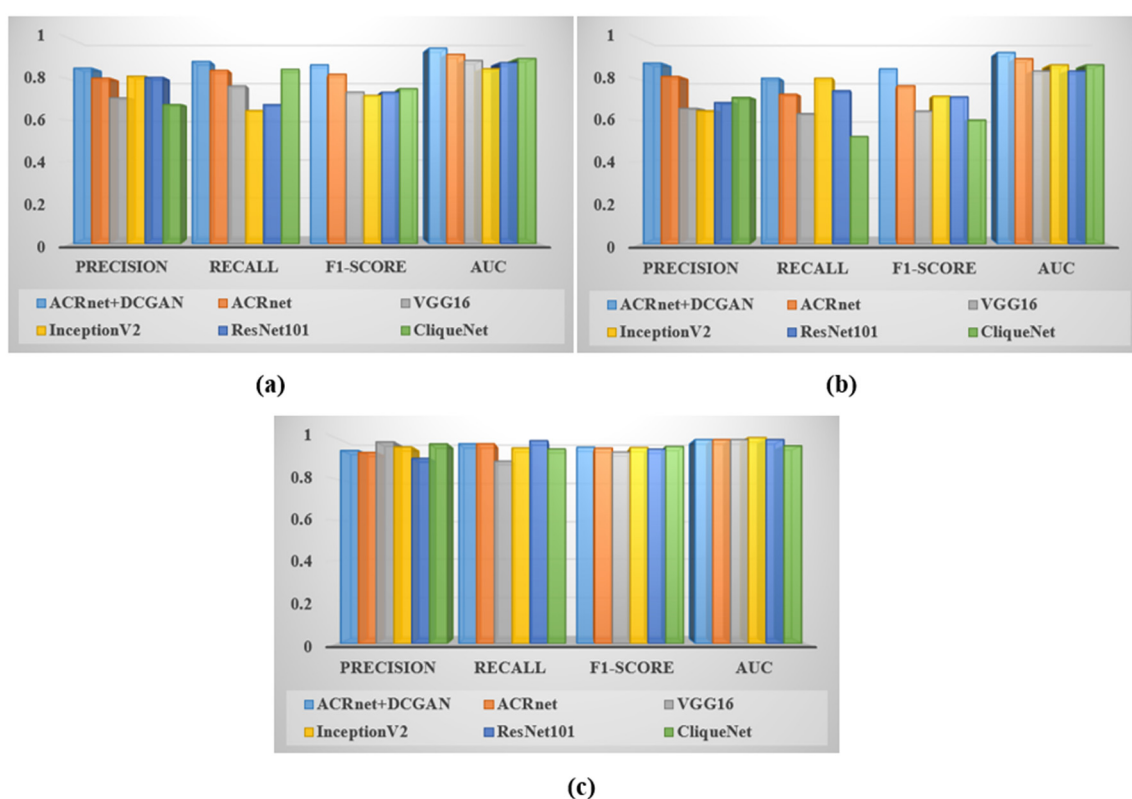 1
0.8
0.6
0.4
0.2
0
PRECISION RECALL F1-SCORE AUC
ACRnet+DCGAN ACRnet VGG16
InceptionV2 ResNet101 CliqueNet
(a)
1
0.8
0.6
0.4
0.2
0
PRECISION RECALL F1-SCORE AUC
ACRnet+DCGAN ACRnet VGG16
InceptionV2 ResNet101 CliqueNet
(b)
1
0.8
0.6
0.4
0.2
0
PRECISION RECALL F1-SCORE AUC
ACRnet+DCGAN ACRnet VGG16
InceptionV2 ResNet101 CliqueNet
(c)